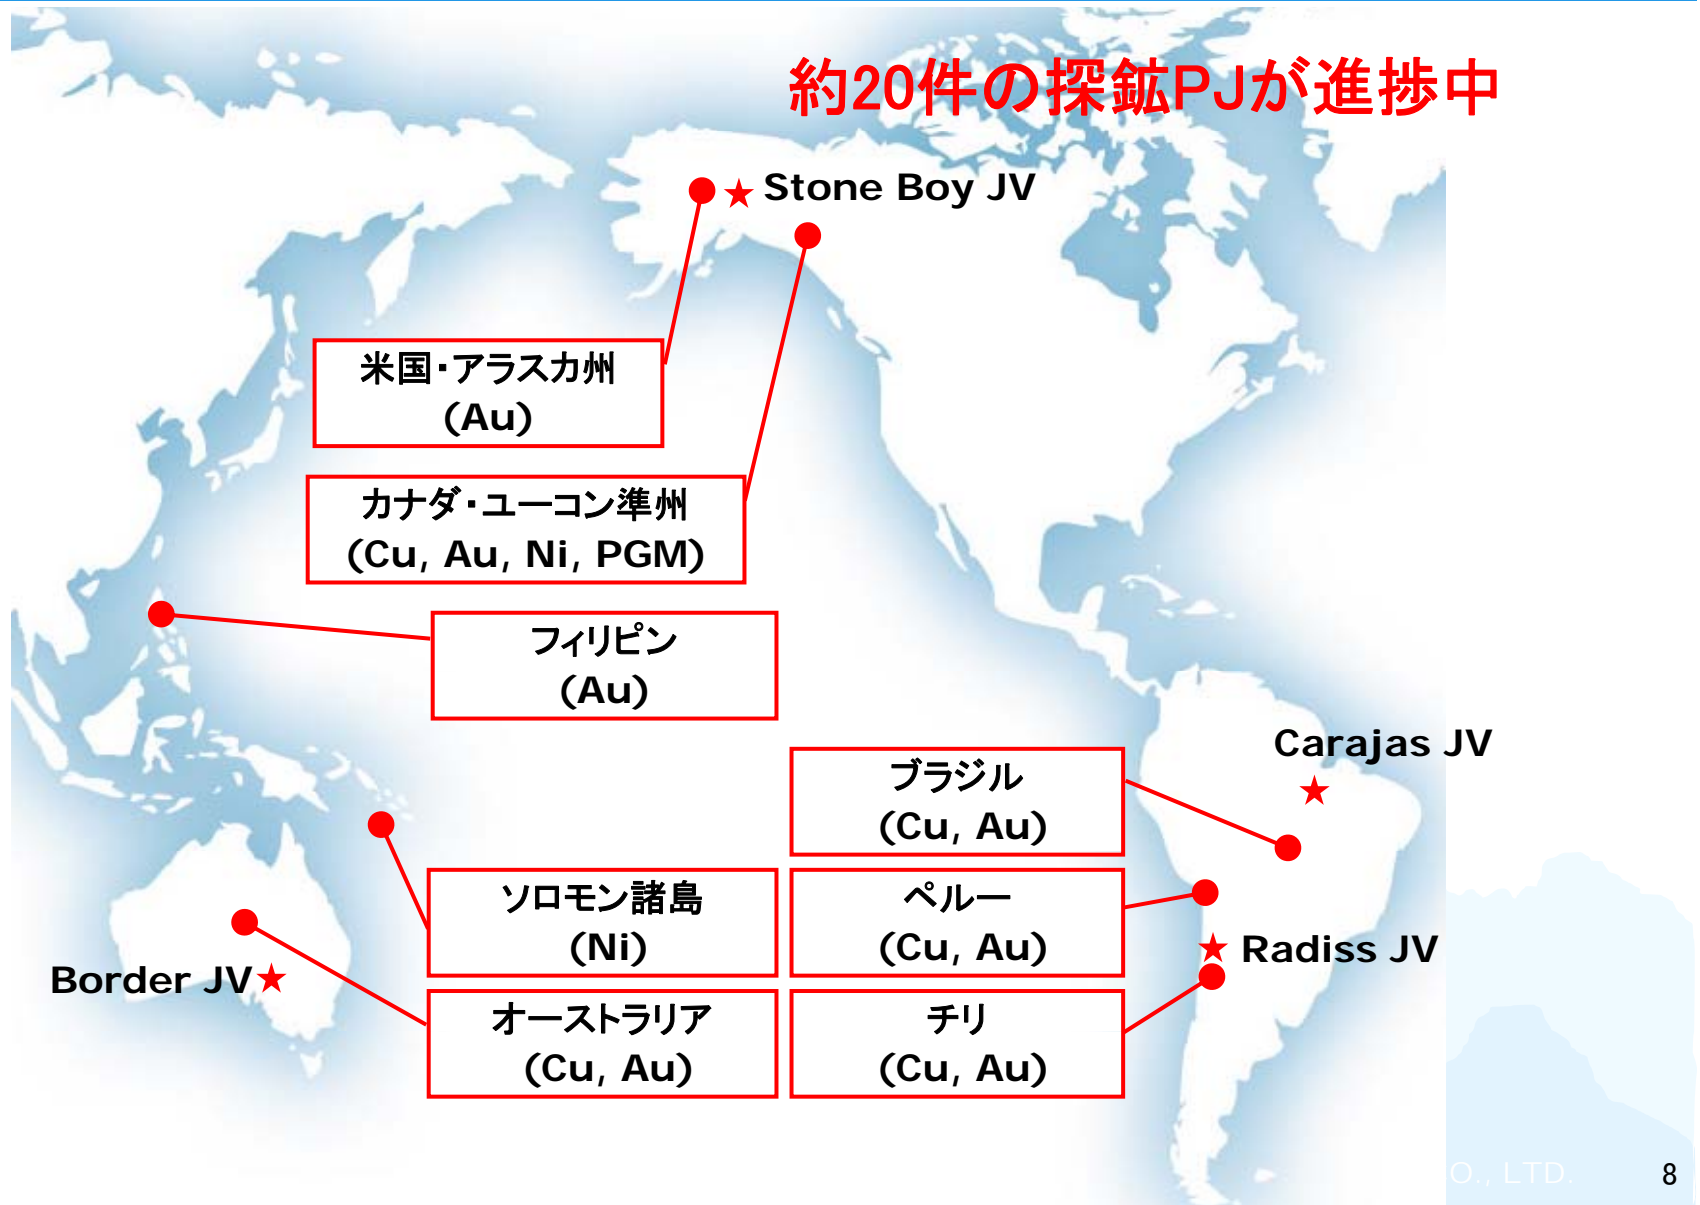 約20件の探鉱PJが進捗中
Stone Boy JV
米国・アラスカ州
(Au)
カナダ・ユーコン準州
(Cu, Au, Ni, PGM)
フィリピン
(Au)
Carajas JV
ブラジル
(Cu, Au)
ソロモン諸島
(Ni)
ペルー
(Cu, Au)
Radiss JV
Border JV
オーストラリア
(Cu, Au)
チリ
(Cu, Au)
O., LTD.
8